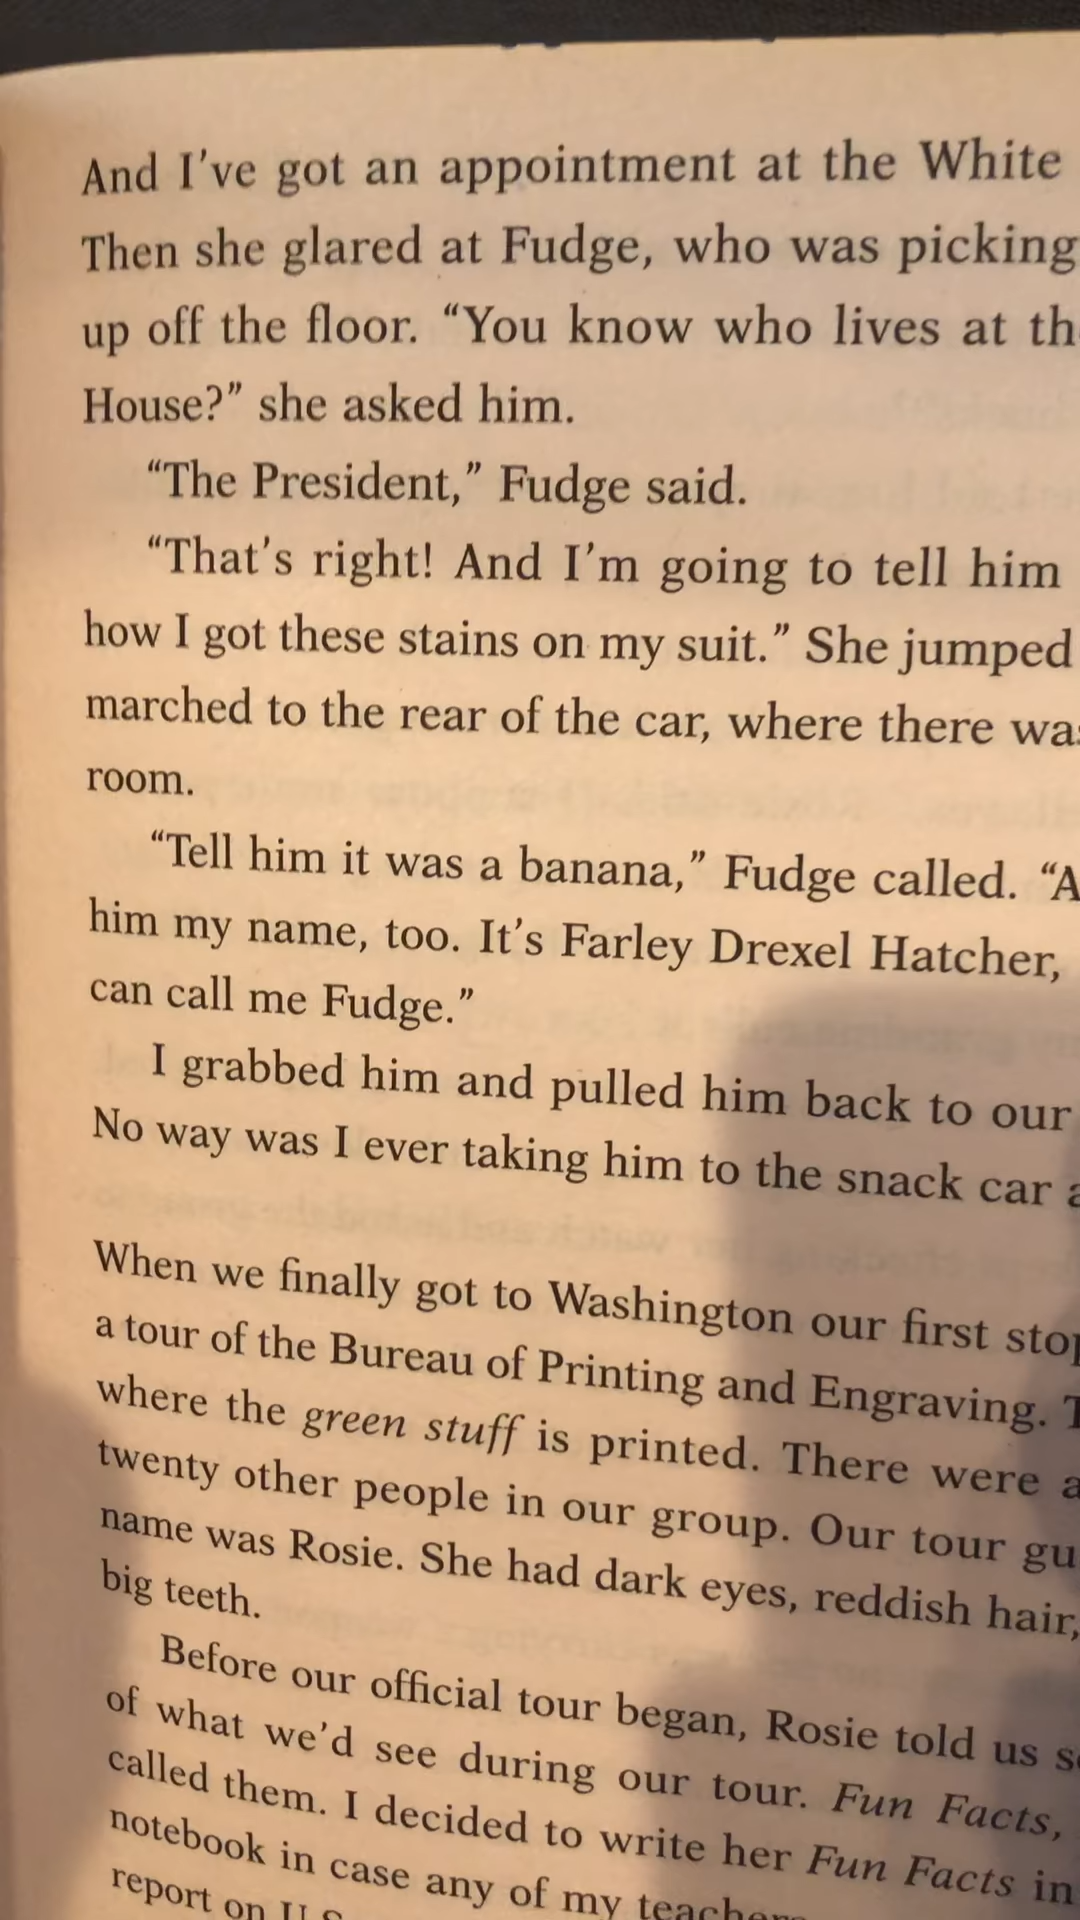 And I've got an appointment at the White
Then she glared at Fudge, who was picking
up off the floor. “You know who lives at
House?” she asked him.
“The President,” Fudge said.
“That's right! And I'm going to tell him
how I got these stains on my suit.” She jumped
marched to the rear of the car, where there
room.
“Tell him it was a banana,” Fudge called.
him my name, too. It's Farley Drexel Hatcher,
can call me Fudge.”
I grabbed him and pulled him back to our
No way was I ever taking him to the snack car
When we finally got to Washington our first
a tour of the Bureau of Printing and Engraving.
where the green stuff is printed. There were
twenty other people in our group. Our tour
name was Rosie. She had dark eyes, reddish hair,
big teeth.
Before our official tour began, Rosie told us
of what we'd see during our tour. Fun Facts,
called them. I decided to write her Fun Facts in
notebook in case any of my
report on